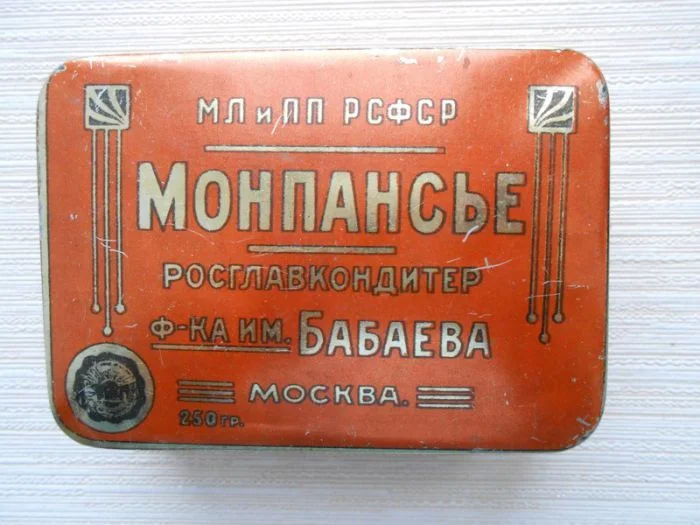 МЛ и ПП РСФСР
МОНПАНСЬЕ
РОСГЛАВКОНДИТЕР
Ф-КА ИМ. БАБАЕВА
МОСКВА.
250 ГР.